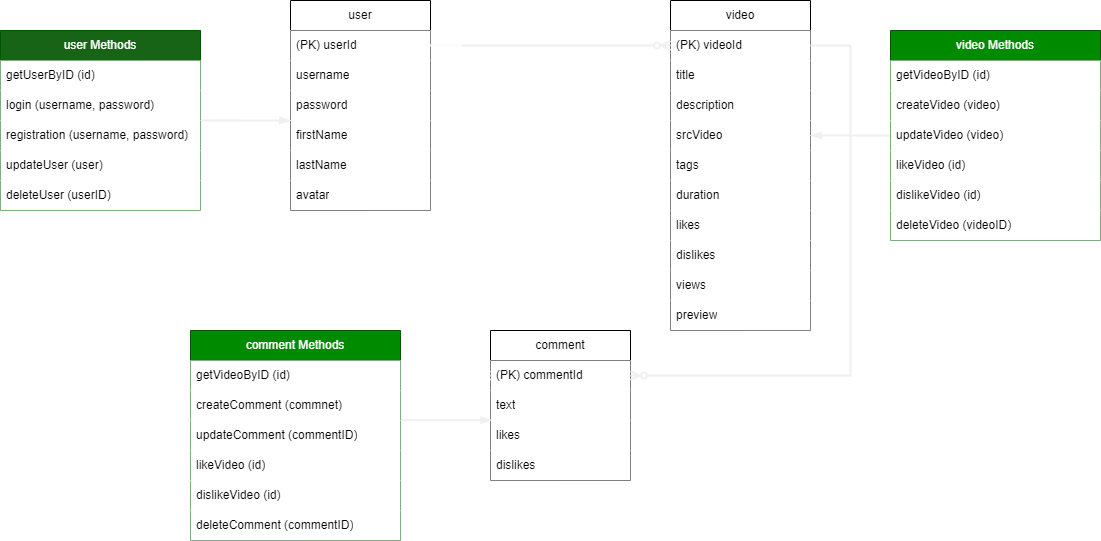 user
(PK) userId
username
password
firstName
lastName
avatar
video
(PK) videoId
title
description
srcVideo
tags
duration
likes
dislikes
views
preview
user Methods
getUserByID (id)
login (username, password)
registration (username, password)
updateUser (user)
deleteUser (userID)
video Methods
getVideoByID (id)
createVideo (video)
updateVideo (video)
likeVideo (id)
dislikeVideo (id)
deleteVideo (videoID)
comment Methods
getVideoByID (id)
createComment (commnet)
updateComment (commentID)
likeVideo (id)
dislikeVideo (id)
deleteComment (commentID)
comment
(PK) commentId
text
likes
dislikes